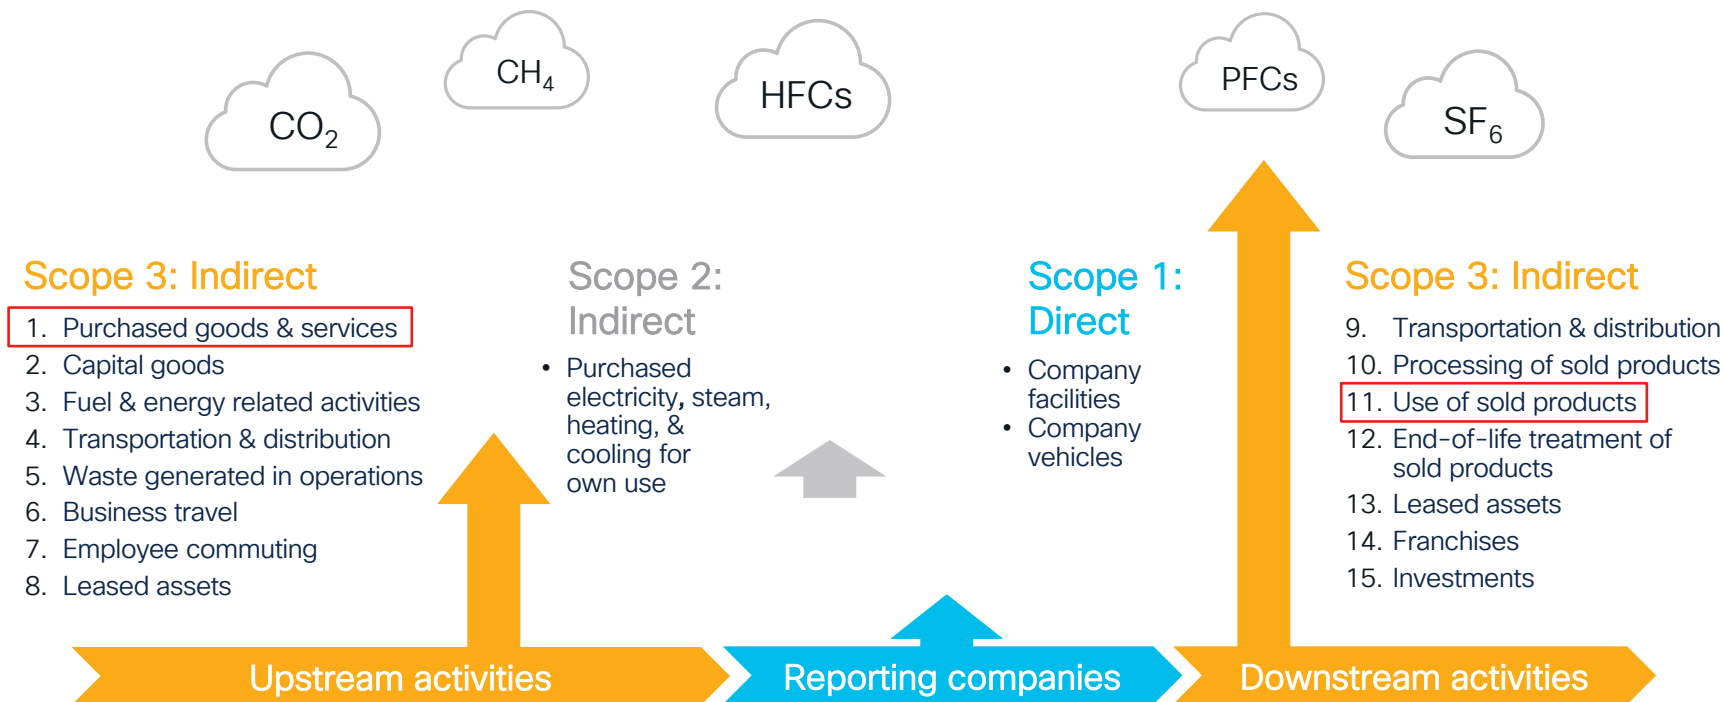 CO₂
CH₄
HFCs
PFCs
SF₆
Scope 3: Indirect
1. Purchased goods & services
2. Capital goods
3. Fuel & energy related activities
4. Transportation & distribution
5. Waste generated in operations
6. Business travel
7. Employee commuting
8. Leased assets
Scope 2:
Indirect
• Purchased
electricity, steam,
heating, &
cooling for
own use
Scope 1:
Direct
• Company
facilities
• Company
vehicles
Scope 3: Indirect
9. Transportation & distribution
10. Processing of sold products
11. Use of sold products
12. End-of-life treatment of
sold products
13. Leased assets
14. Franchises
15. Investments
Upstream activities
Reporting companies
Downstream activities